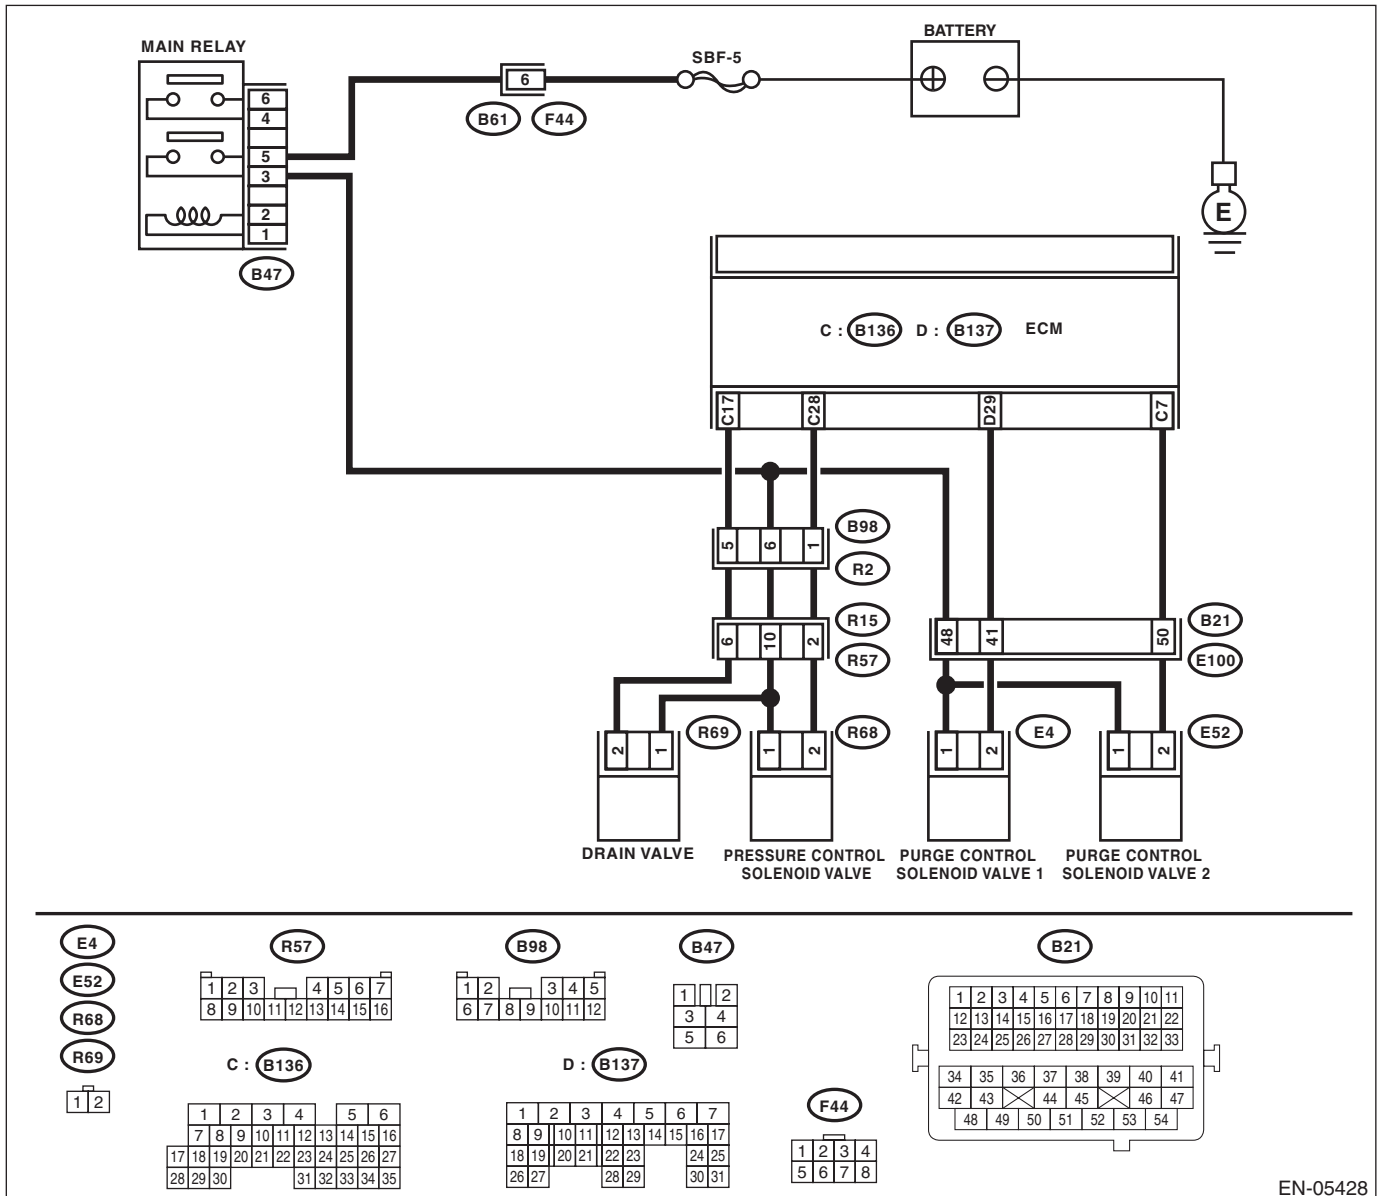 MAIN RELAY
BATTERY
SBF-5
6
B61 F44
6
4
5
3
2
1
B47
E
C : B136 D : B137 ECM
C17 C28 D29 C7
5 6 1
B98
R2
6 10 2
R15
R57
48 41 50
B21
E100
2 1 R69
1 2 R68
1 2 E4
1 2 E52
DRAIN VALVE
PRESSURE CONTROL
SOLENOID VALVE
PURGE CONTROL
SOLENOID VALVE 1
PURGE CONTROL
SOLENOID VALVE 2
E4
E52
R68
R69
1 2
R57
1 2 3 4 5 6 7
8 9 10 11 12 13 14 15 16
B98
1 2 3 4 5
6 7 8 9 10 11 12
B47
1 2
3 4
5 6
B21
1 2 3 4 5 6 7 8 9 10 11
12 13 14 15 16 17 18 19 20 21 22
23 24 25 26 27 28 29 30 31 32 33
34 35 36 37 38 39 40 41
42 43 44 45 46 47
48 49 50 51 52 53 54
C : B136
1 2 3 4 5 6
7 8 9 10 11 12 13 14 15 16
17 18 19 20 21 22 23 24 25 26 27
28 29 30 31 32 33 34 35
D : B137
1 2 3 4 5 6 7
8 9 10 11 12 13 14 15 16 17
18 19 20 21 22 23 24 25
26 27 28 29 30 31
F44
1 2 3 4
5 6 7 8
EN-05428